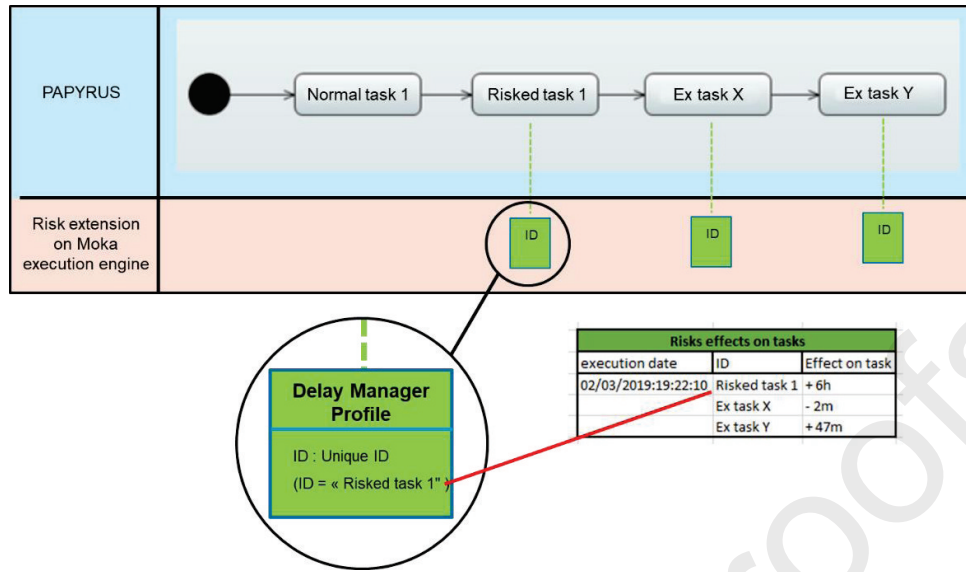 PAPYRUS
Normal task 1
Risked task 1
Ex task X
Ex task Y
Risk extension
on Moka
execution engine
ID
ID
ID
Delay Manager
Profile
ID : Unique ID
(ID = « Risked task 1" )
Risks effects on tasks
execution date ID Effect on task
02/03/2019:19:22:10 Risked task 1 + 6h
Ex task X - 2m
Ex task Y + 47m